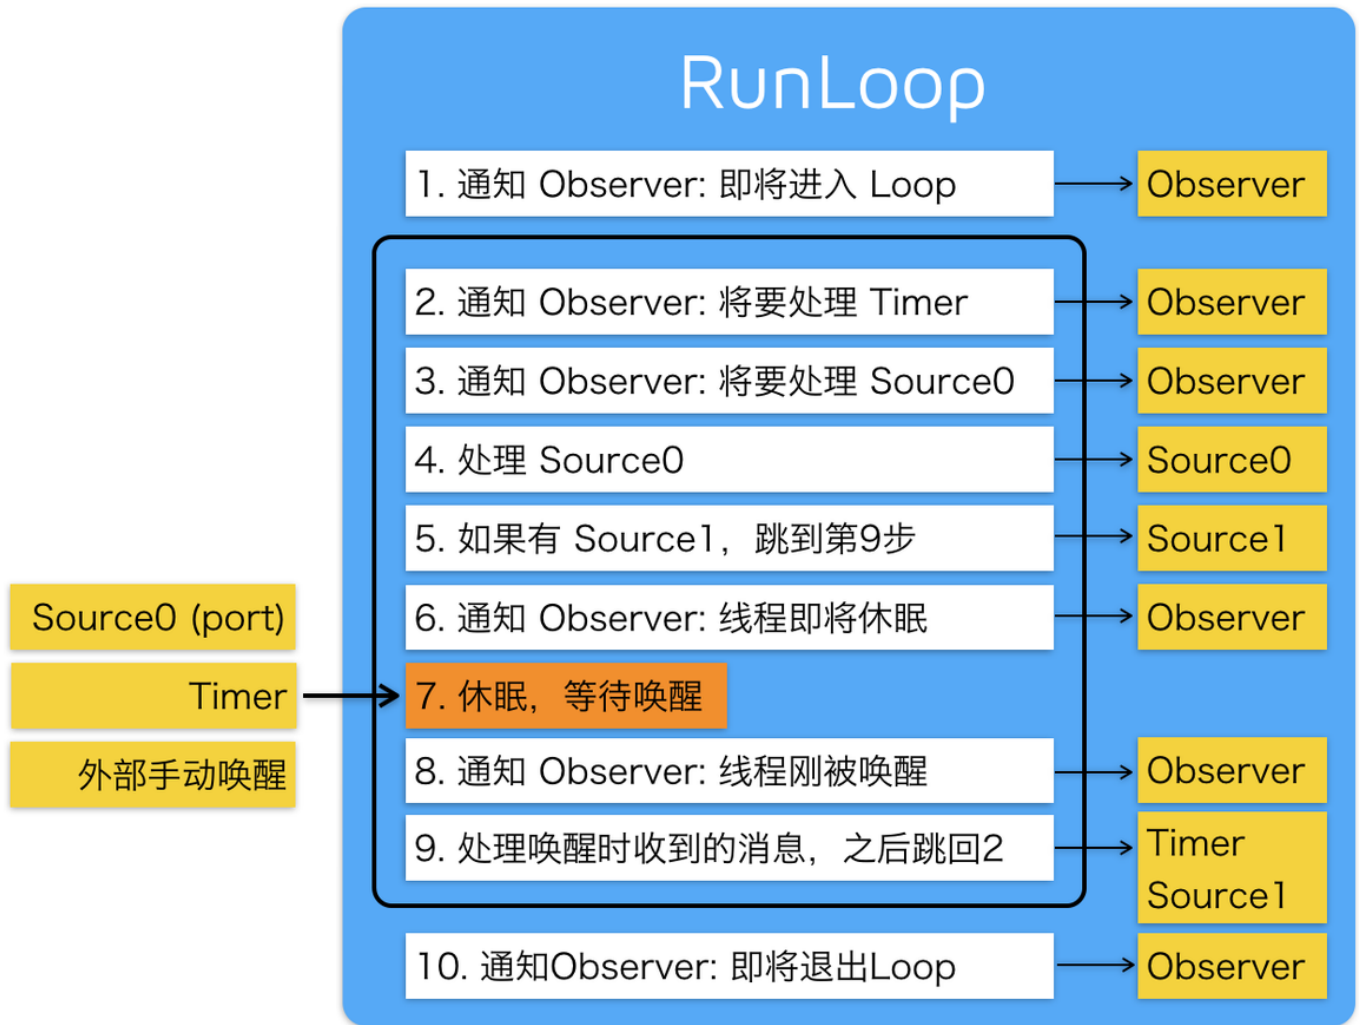 RunLoop
1. 通知 Observer: 即将进入 Loop
Observer
2. 通知 Observer: 将要处理 Timer
Observer
3. 通知 Observer: 将要处理 Source0
Observer
4. 处理 Source0
Source0
5. 如果有 Source1，跳到第9步
Source1
Source0 (port)
6. 通知 Observer: 线程即将休眠
Observer
Timer
7. 休眠，等待唤醒
外部手动唤醒
8. 通知 Observer: 线程刚被唤醒
Observer
9. 处理唤醒时收到的消息，之后跳回2
Timer
Source1
10. 通知Observer: 即将退出Loop
Observer